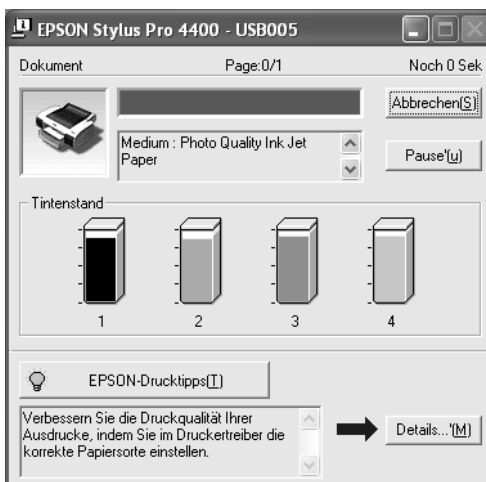 EPSON Stylus Pro 4400 - USB005
Dokument Page:0/1 Noch 0 Sek
Abbrechen(S)
Medium : Photo Quality Ink Jet
Paper
Pause'(u)
Tintenstand
1 2 3 4
EPSON-Drucktipps(T)
Verbessern Sie die Druckqualität Ihrer
Ausdrucke, indem Sie im Druckertreiber die
korrekte Papiersorte einstellen.
Details...'(M)